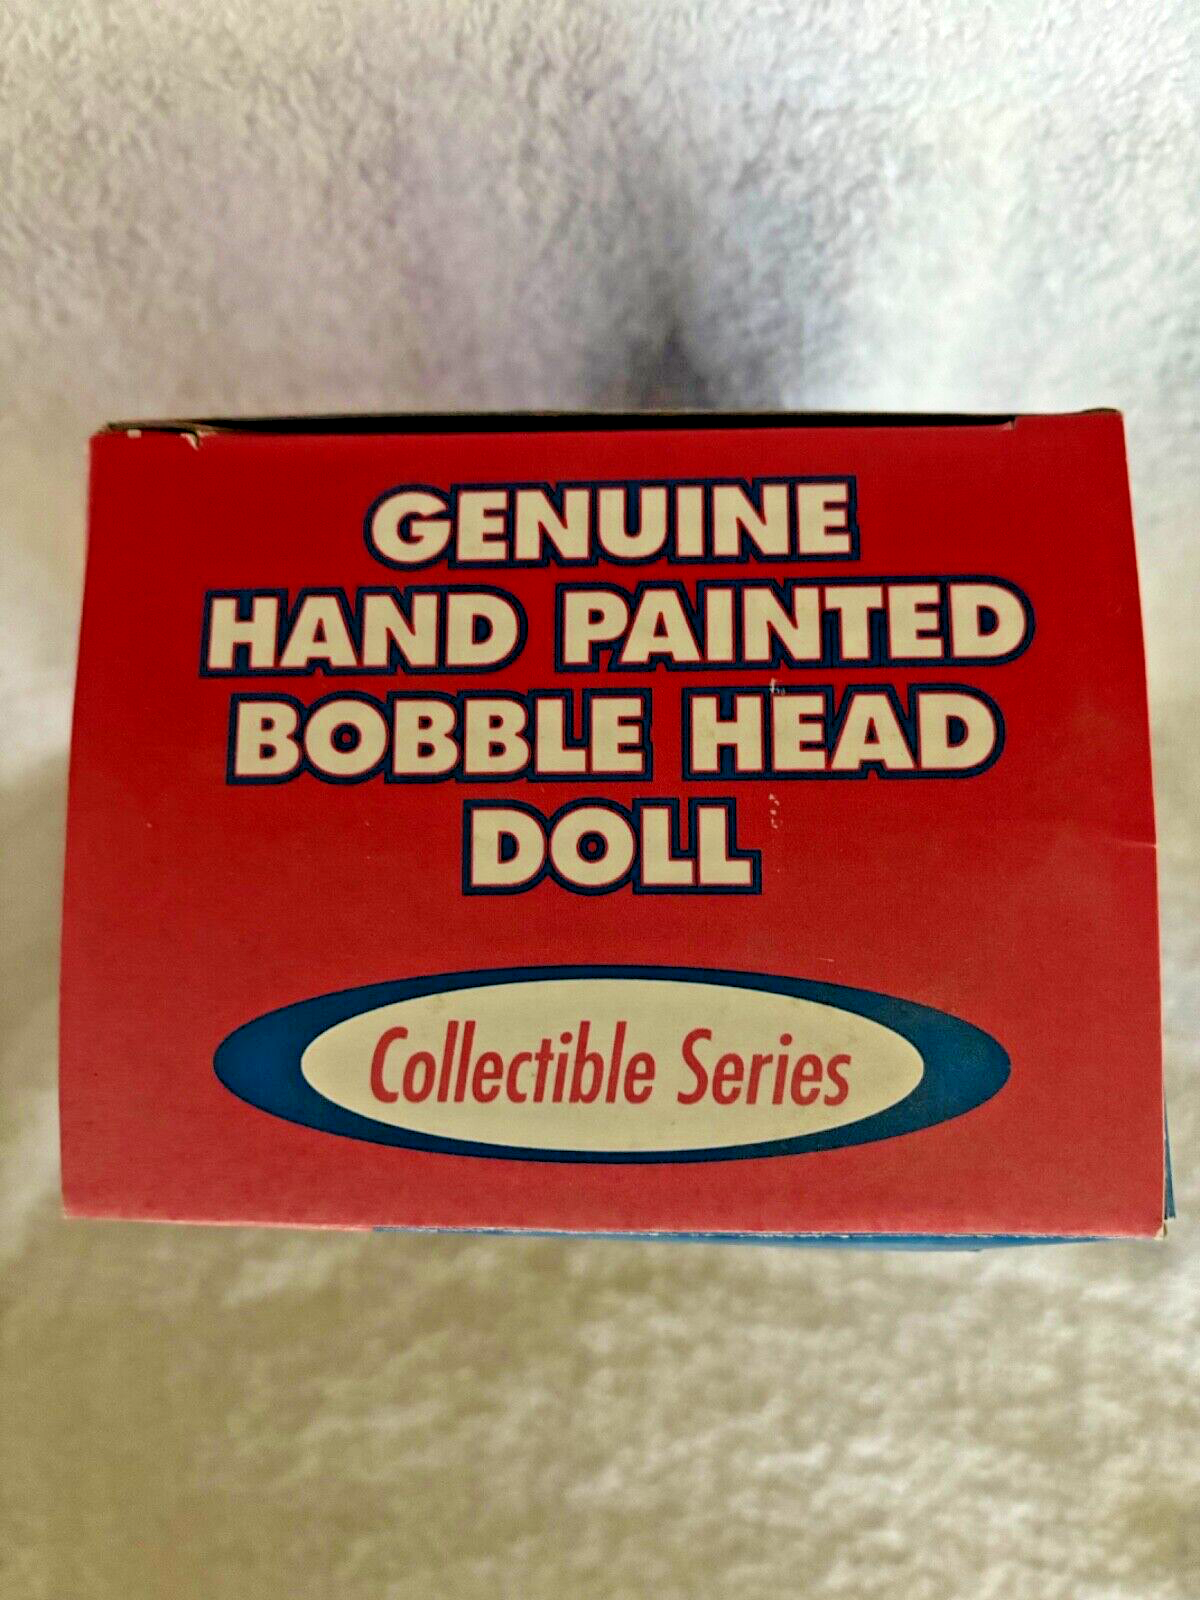 GENUINE
HAND PAINTED
BOBBLE HEAD
DOLL
Collectible Series